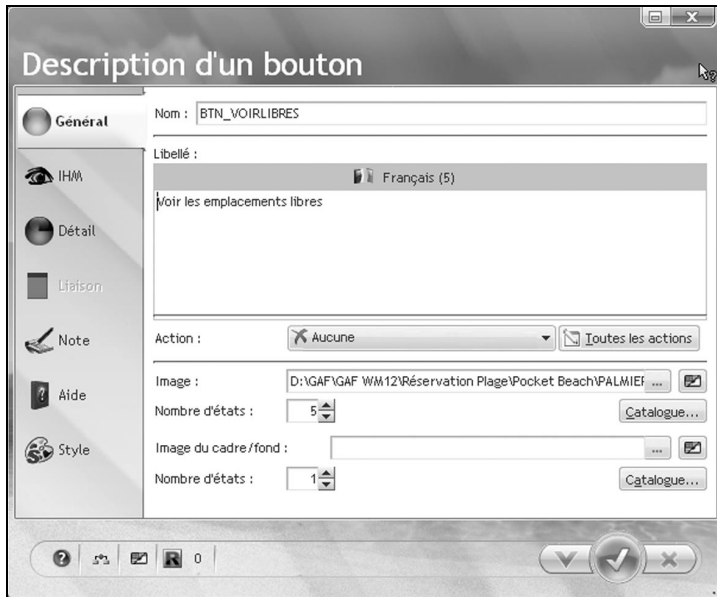 Description d'un bouton
Général
IHM
Détail
Liaison
Note
Aide
Style
Nom : BTN_VOIRLIBRES
Libellé :
Français (5)
Voir les emplacements libres
Action : Aucune Toutes les actions
Image : D:\GAF\GAF WM12\Réservation Plage\Pocket Beach\PALMIER ...
Nombre d'états : 5 Catalogue...
Image du cadre/fond : ...
Nombre d'états : 1 Catalogue...
? R 0